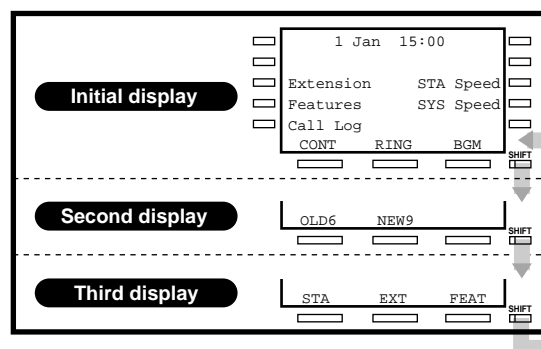 1 Jan 15:00
Initial display
Extension STA Speed
Features SYS Speed
Call Log
CONT RING BGM
SHIFT
Second display
OLD6 NEW9
SHIFT
Third display
STA EXT FEAT
SHIFT